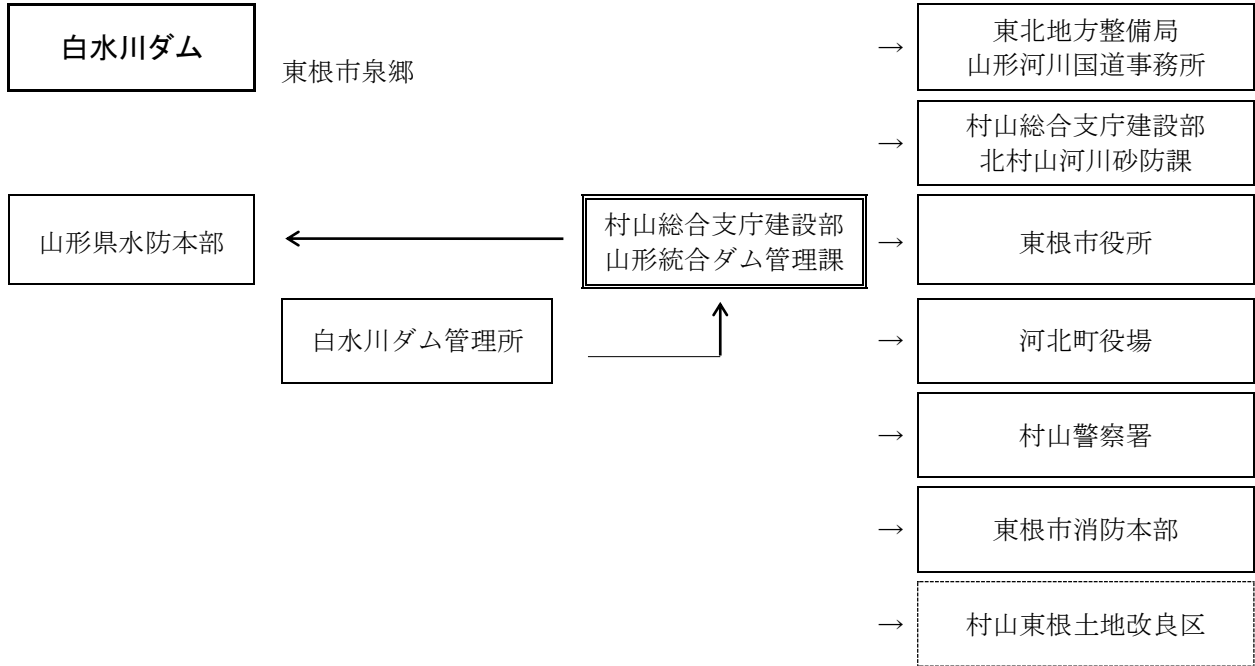 白水川ダム
東根市泉郷
→
東北地方整備局
山形河川国道事務所
→
村山総合支庁建設部
北村山河川砂防課
山形県水防本部
村山総合支庁建設部
山形統合ダム管理課
→
東根市役所
白水川ダム管理所
→
河北町役場
→
村山警察署
→
東根市消防本部
→
村山東根土地改良区